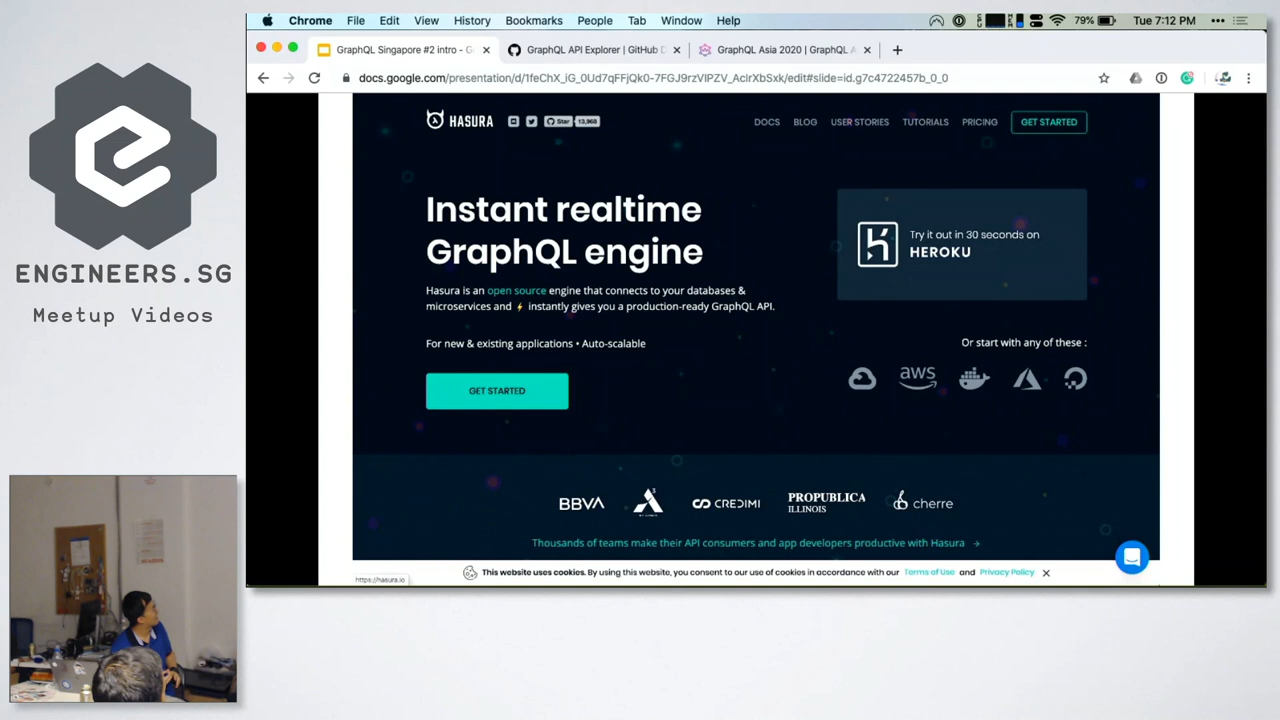 Chrome File Edit View History Bookmarks People Tab Window Help 79% Tue 7:12 PM
GraphQL Singapore #2 intro - G
GraphQL API Explorer | GitHub D
GraphQL Asia 2020 | GraphQL A
docs.google.com/presentation/d/1feChX_iG_0Ud7qFFjQk0-7FGJ9rzVIPZV_AcIrXbSxk/edit#slide=id.g7c4722457b_0_0
HASURA Star 13,968 DOCS BLOG USER STORIES TUTORIALS PRICING GET STARTED
Instant realtime
GraphQL engine
Hasura is an open source engine that connects to your databases &
microservices and ⚡ instantly gives you a production-ready GraphQL API.
For new & existing applications • Auto-scalable
GET STARTED
Try it out in 30 seconds on
HEROKU
Or start with any of these :
aws
BBVA
CREDIMI
PROPUBLICA
ILLINOIS
cherre
Thousands of teams make their API consumers and app developers productive with Hasura →
This website uses cookies. By using this website, you consent to our use of cookies in accordance with our Terms of Use and Privacy Policy
https://hasura.io
ENGINEERS.SG
Meetup Videos